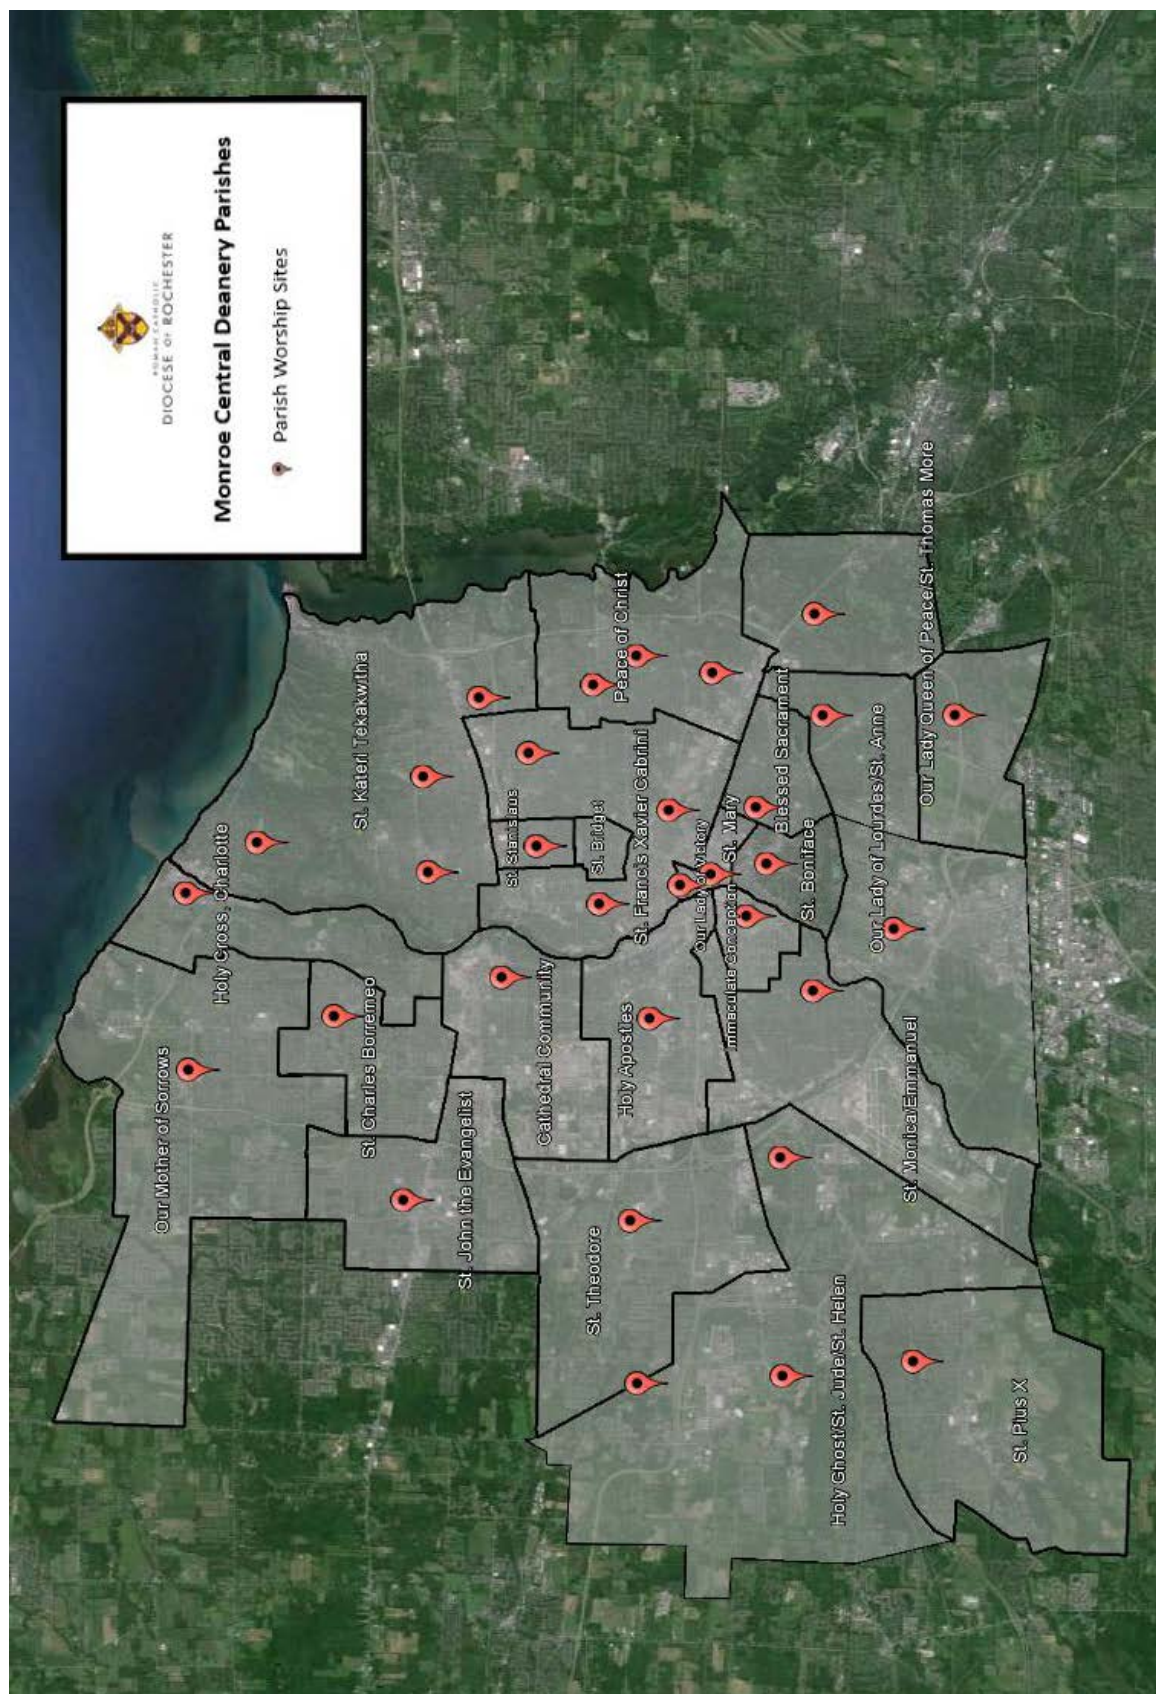 ROMAN CATHOLIC
DIOCESE OF ROCHESTER
Monroe Central Deanery Parishes
Parish Worship Sites
Our Mother of Sorrows
Holy Cross, Charlotte
St. Kateri Tekakwitha
St. Charles Borremeo
St. John the Evangelist
St. Stanislaus
Cathedral Community
St. Bridget
Peace of Christ
St. Theodore
Holy Apostles
St. Francis Xavier Cabrini
Our Lady of Victory
St. Mary
Immaculate Conception
Blessed Sacrament
St. Boniface
Holy Ghost/St. Jude/St. Helen
Our Lady of Lourdes/St. Anne
St. Monica/Emmanuel
Our Lady Queen of Peace/St. Thomas More
St. Pius X